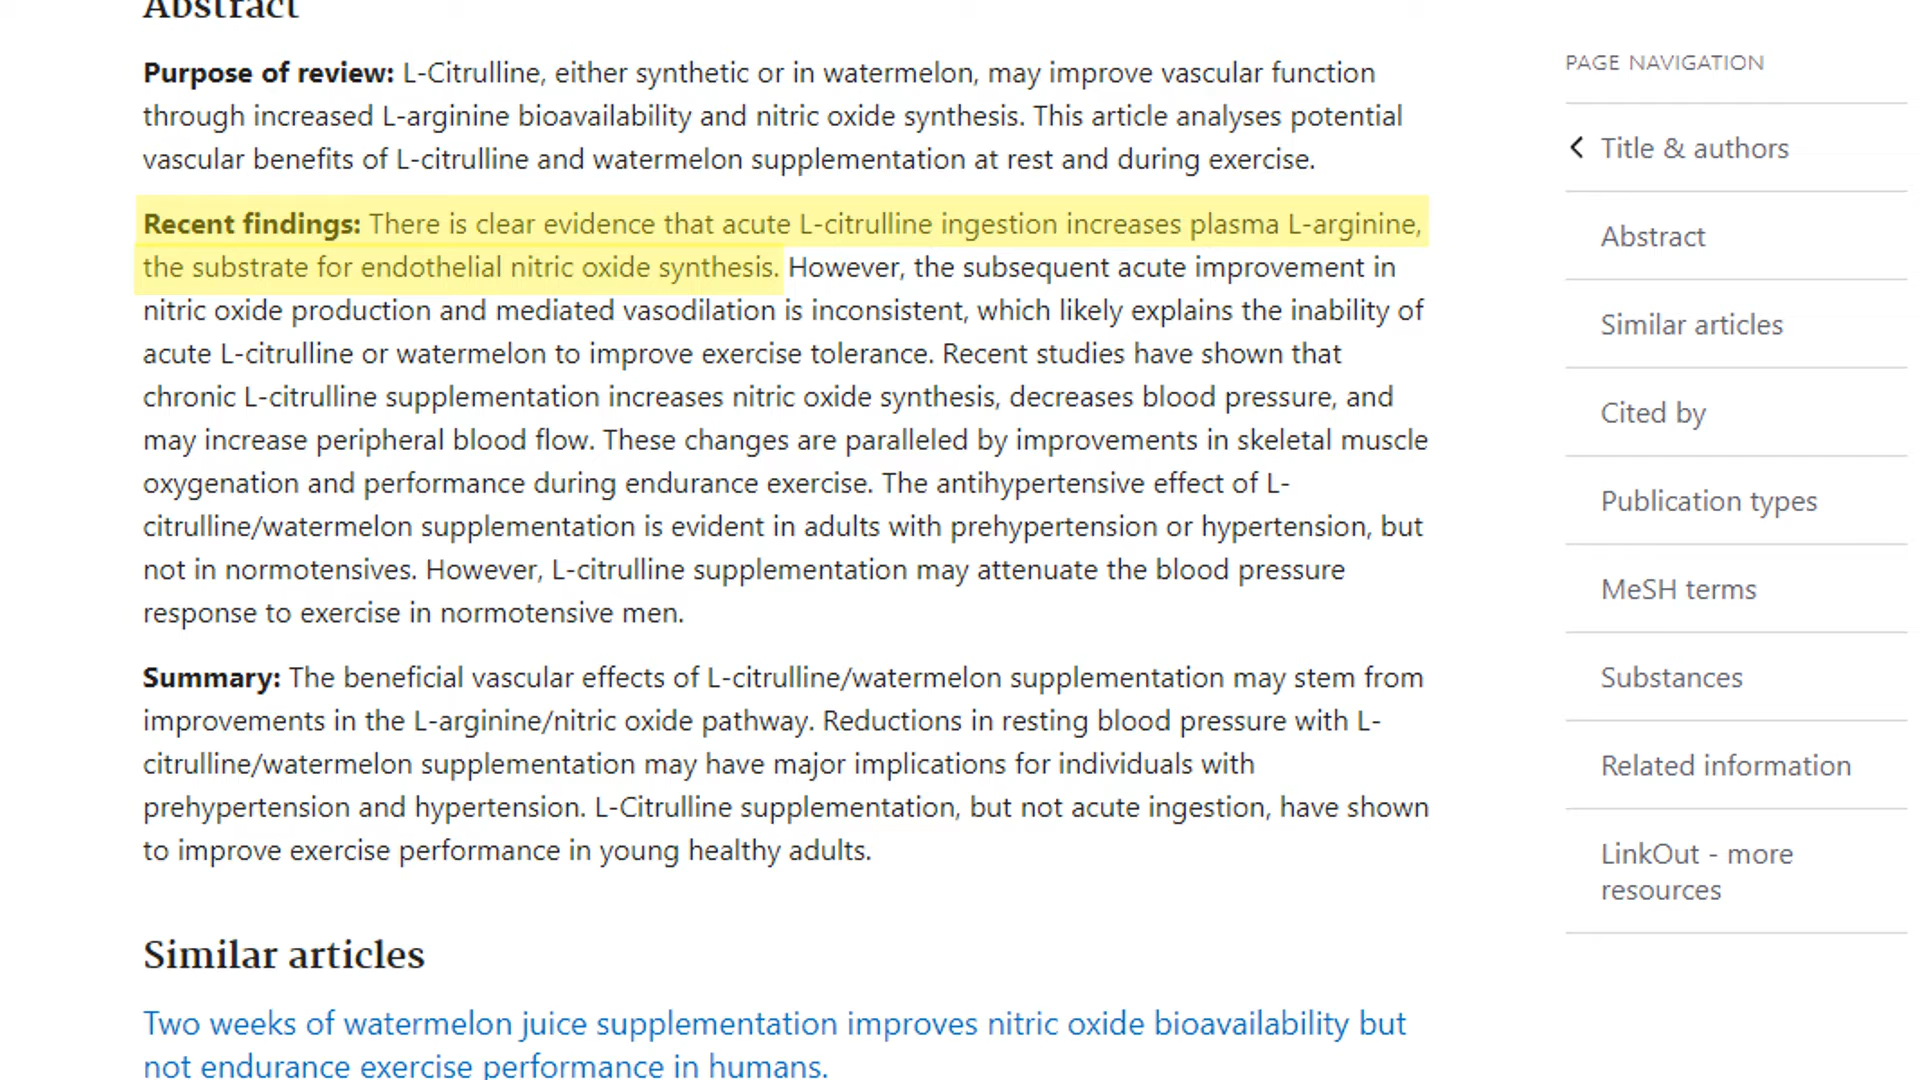 Abstract
Purpose of review: L-Citrulline, either synthetic or in watermelon, may improve vascular function
through increased L-arginine bioavailability and nitric oxide synthesis. This article analyses potential
vascular benefits of L-citrulline and watermelon supplementation at rest and during exercise.
Recent findings: There is clear evidence that acute L-citrulline ingestion increases plasma L-arginine,
the substrate for endothelial nitric oxide synthesis. However, the subsequent acute improvement in
nitric oxide production and mediated vasodilation is inconsistent, which likely explains the inability of
acute L-citrulline or watermelon to improve exercise tolerance. Recent studies have shown that
chronic L-citrulline supplementation increases nitric oxide synthesis, decreases blood pressure, and
may increase peripheral blood flow. These changes are paralleled by improvements in skeletal muscle
oxygenation and performance during endurance exercise. The antihypertensive effect of L-
citrulline/watermelon supplementation is evident in adults with prehypertension or hypertension, but
not in normotensives. However, L-citrulline supplementation may attenuate the blood pressure
response to exercise in normotensive men.
Summary: The beneficial vascular effects of L-citrulline/watermelon supplementation may stem from
improvements in the L-arginine/nitric oxide pathway. Reductions in resting blood pressure with L-
citrulline/watermelon supplementation may have major implications for individuals with
prehypertension and hypertension. L-Citrulline supplementation, but not acute ingestion, have shown
to improve exercise performance in young healthy adults.
Similar articles
Two weeks of watermelon juice supplementation improves nitric oxide bioavailability but
not endurance exercise performance in humans.
PAGE NAVIGATION
Title & authors
Abstract
Similar articles
Cited by
Publication types
MeSH terms
Substances
Related information
LinkOut - more
resources